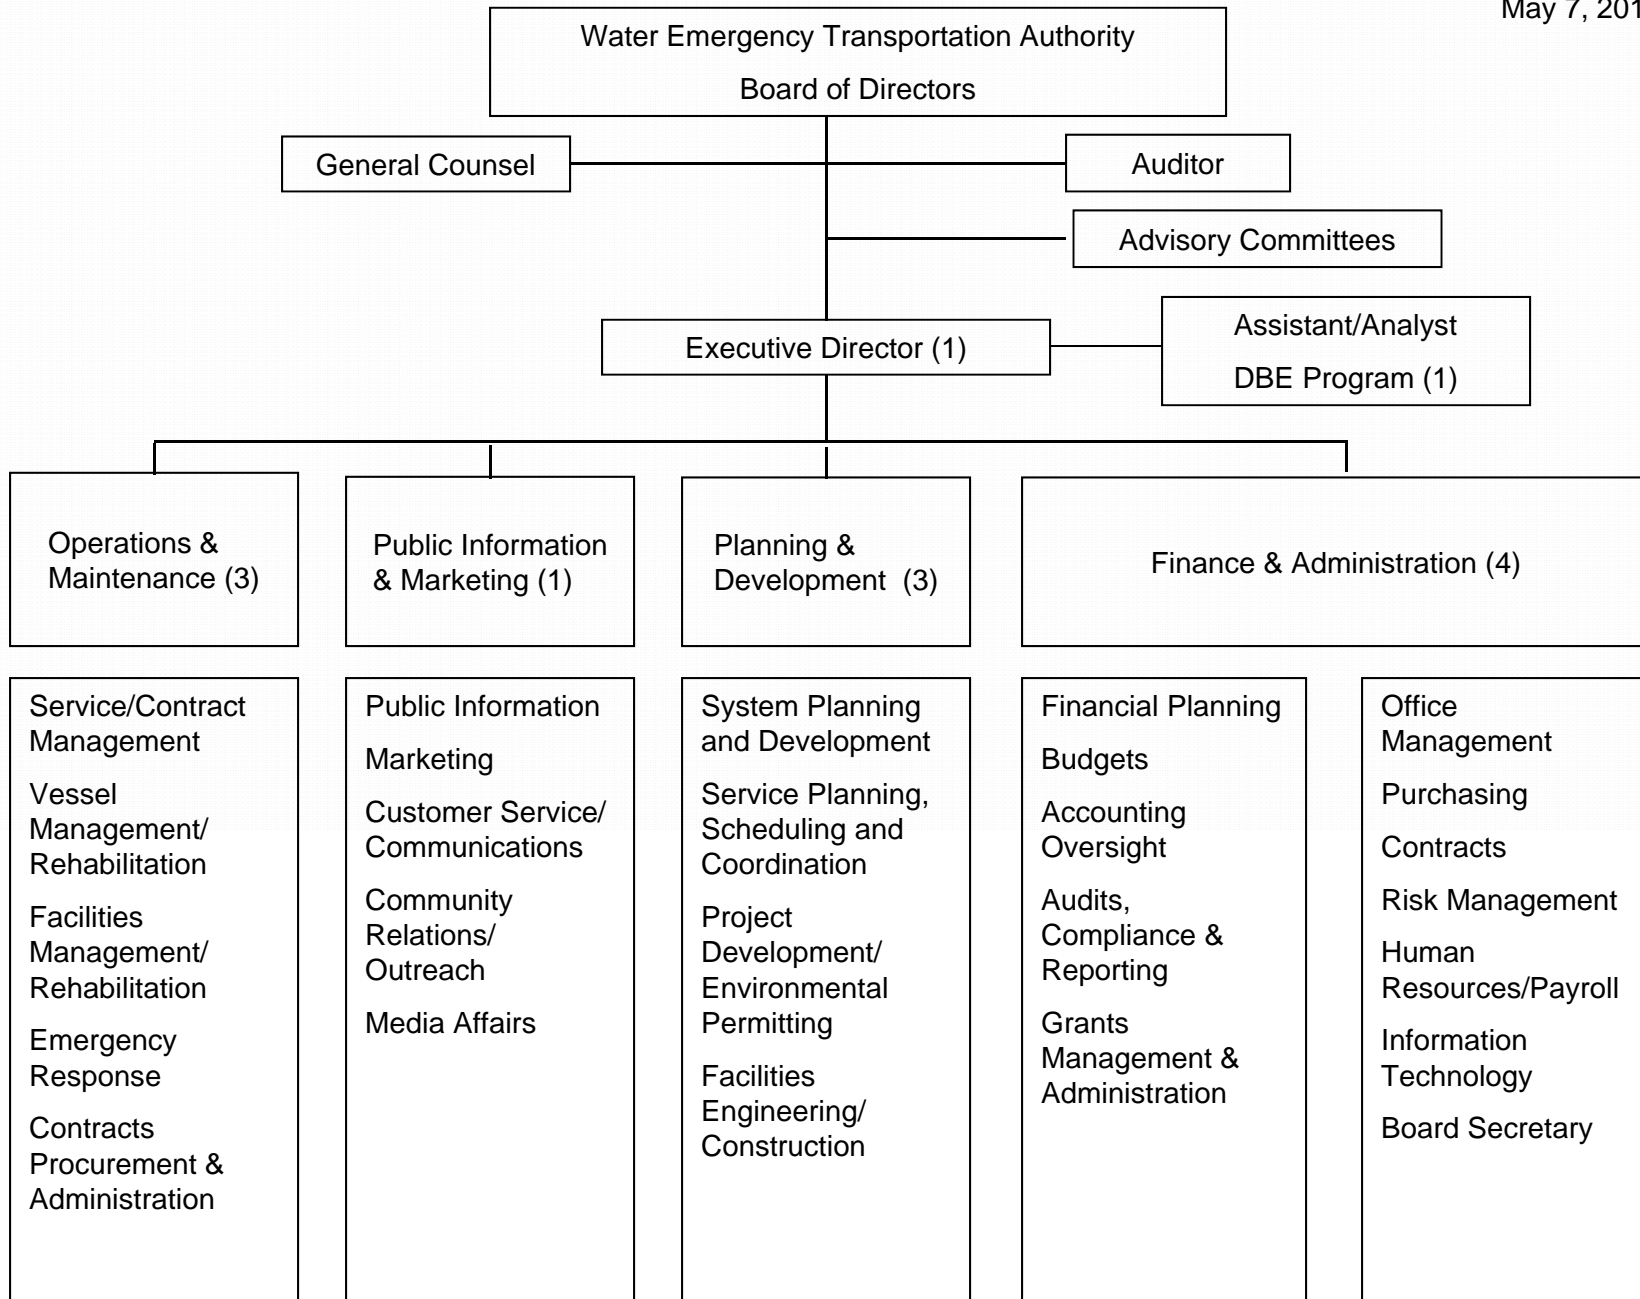 May 7, 201
Water Emergency Transportation Authority
Board of Directors
General Counsel
Auditor
Advisory Committees
Executive Director (1)
Assistant/Analyst
DBE Program (1)
Operations &
Maintenance (3)
Public Information
& Marketing (1)
Planning &
Development (3)
Finance & Administration (4)
Service/Contract
Management
Vessel
Management/
Rehabilitation
Facilities
Management/
Rehabilitation
Emergency
Response
Contracts
Procurement &
Administration
Public Information
Marketing
Customer Service/
Communications
Community
Relations/
Outreach
Media Affairs
System Planning
and Development
Service Planning,
Scheduling and
Coordination
Project
Development/
Environmental
Permitting
Facilities
Engineering/
Construction
Financial Planning
Budgets
Accounting
Oversight
Audits,
Compliance &
Reporting
Grants
Management &
Administration
Office
Management
Purchasing
Contracts
Risk Management
Human
Resources/Payroll
Information
Technology
Board Secretary